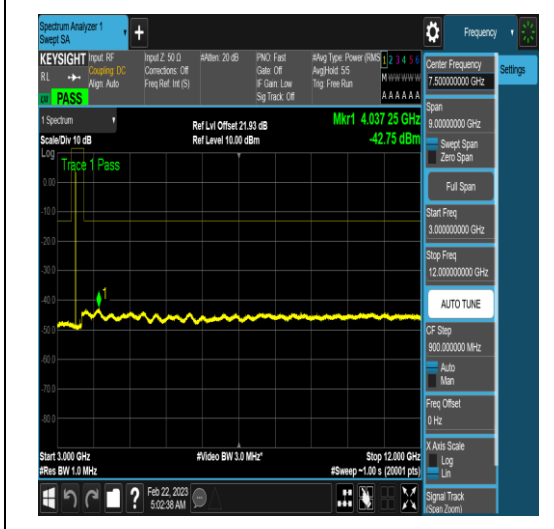 Spectrum Analyzer 1
Swept SA
Frequency
KEYSIGHT
RL
Input: RF
Coupling: DC
Align: Auto
Input Z: 50 Ω
Corrections: Off
Freq Ref: Int (S)
#Atten: 20 dB
PNO: Fast
Gate: Off
IF Gain: Low
Sig Track: Off
#Avg Type: Power (RMS
Avg|Hold: 5/5
Trig: Free Run
1 2 3 4 5 6
M W W W W W
A A A A A A
PASS
1 Spectrum
Scale/Div 10 dB
Ref Lvl Offset 21.93 dB
Ref Level 10.00 dBm
Mkr1 4.037 25 GHz
-42.75 dBm
Log
Trace 1 Pass
0.00
-10.0
-20.0
-30.0
-40.0
-50.0
-60.0
-70.0
-80.0
1
Start 3.000 GHz
#Res BW 1.0 MHz
#Video BW 3.0 MHz*
Stop 12.000 GHz
#Sweep ~1.00 s (20001 pts)
Feb 22, 2023
5:02:38 AM
?
Center Frequency
7.500000000 GHz
Settings
Span
9.00000000 GHz
Swept Span
Zero Span
Full Span
Start Freq
3.000000000 GHz
Stop Freq
12.000000000 GHz
AUTO TUNE
CF Step
900.000000 MHz
Auto
Man
Freq Offset
0 Hz
X Axis Scale
Log
Lin
Signal Track
(Span Zoom)